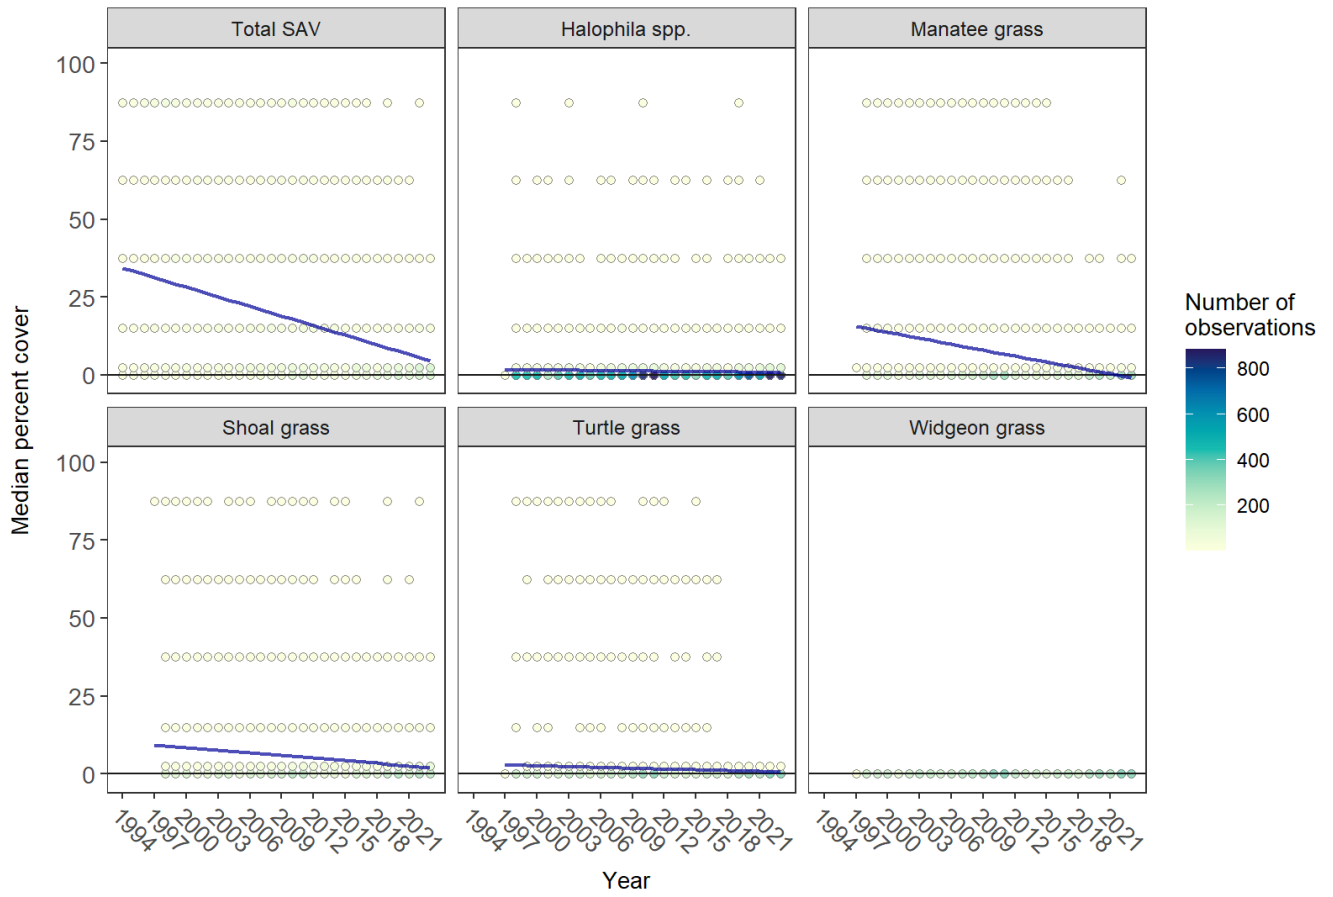 Total SAV
Halophila spp.
Manatee grass
100
75
50
25
0
Shoal grass
Turtle grass
Widgeon grass
100
75
50
25
0
1994 1997 2000 2003 2006 2009 2012 2015 2018 2021
1994 1997 2000 2003 2006 2009 2012 2015 2018 2021
1994 1997 2000 2003 2006 2009 2012 2015 2018 2021
Year
Median percent cover
Number of
observations
800
600
400
200